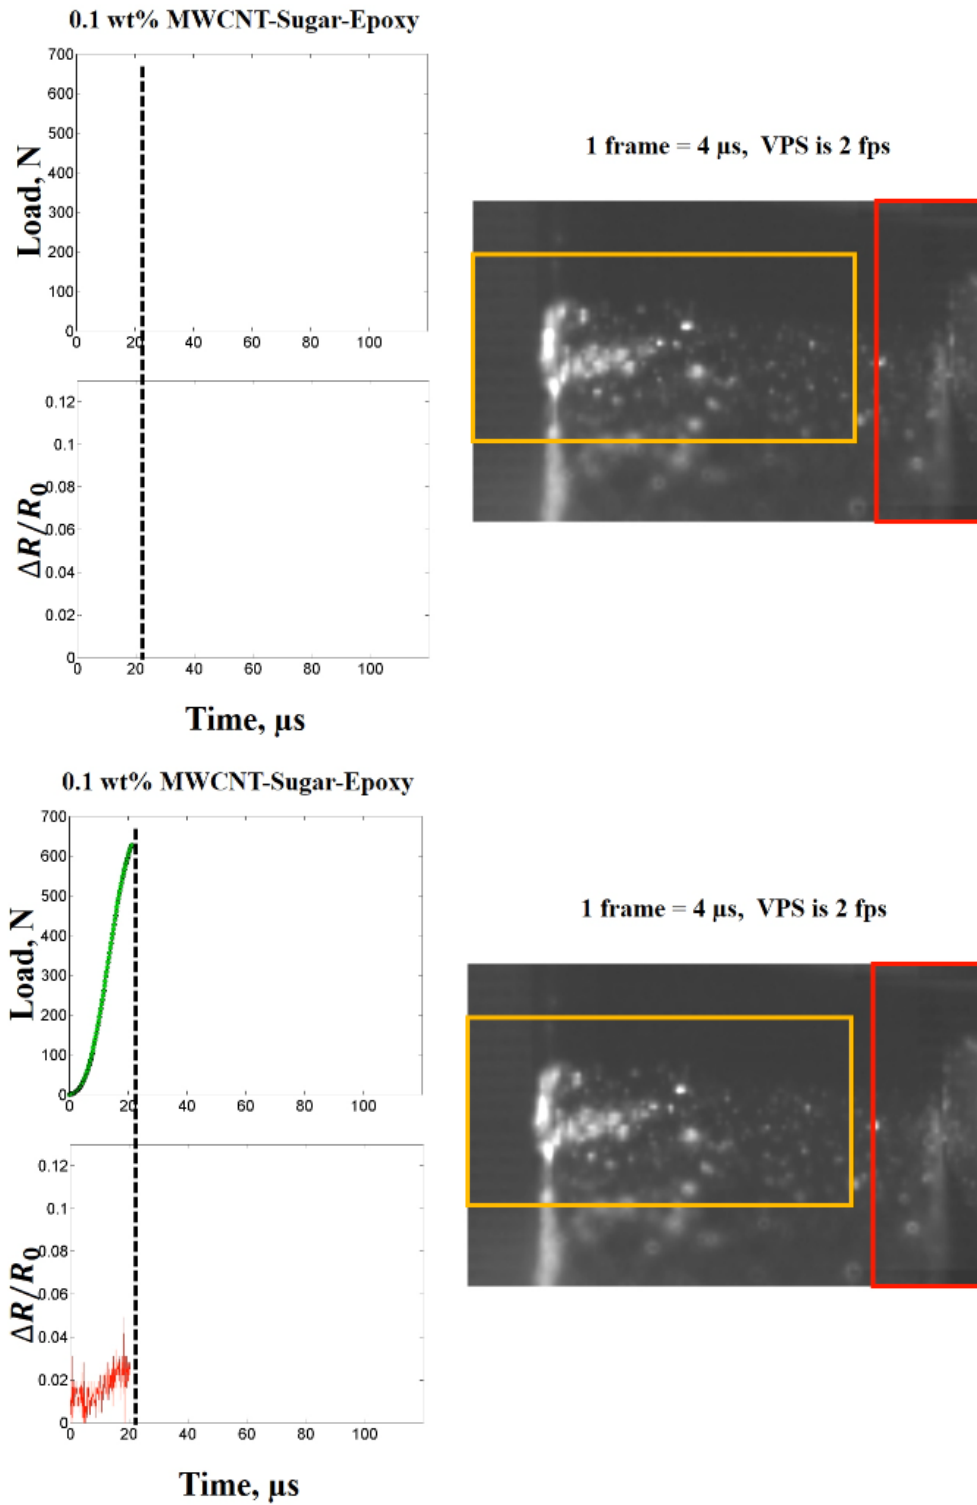 0.1 wt% MWCNT-Sugar-Epoxy
700
600
500
400
300
200
100
0
Load, N
0 20 40 60 80 100
1 frame = 4 μs, VPS is 2 fps
0.12
0.1
0.08
0.06
0.04
0.02
0
ΔR/R0
0 20 40 60 80 100
Time, μs
0.1 wt% MWCNT-Sugar-Epoxy
700
600
500
400
300
200
100
0
Load, N
0 20 40 60 80 100
1 frame = 4 μs, VPS is 2 fps
0.12
0.1
0.08
0.06
0.04
0.02
0
ΔR/R0
0 20 40 60 80 100
Time, μs